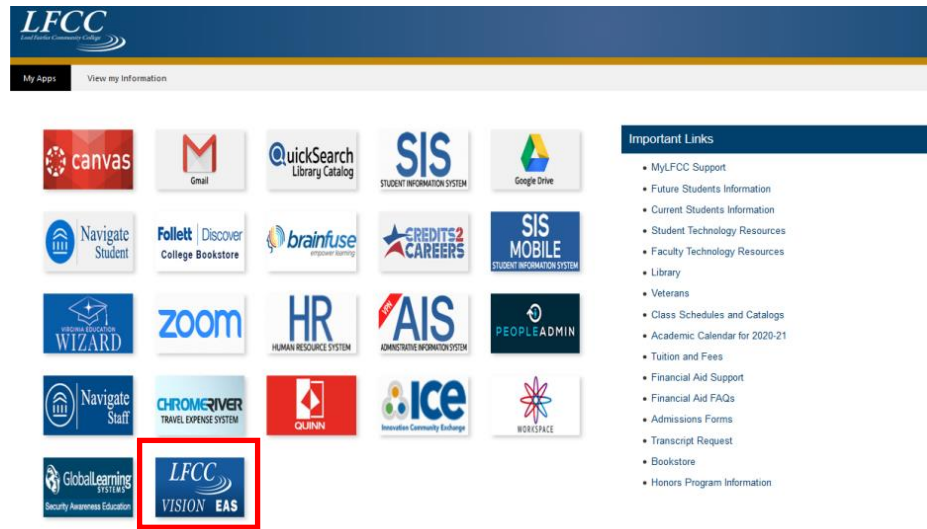 LFCC
Lord Fairfax Community College
My Apps
View my Information
canvas
Gmail
QuickSearch
Library Catalog
SIS
STUDENT INFORMATION SYSTEM
Google Drive
Navigate
Student
Follett | Discover
College Bookstore
brainfuse
empower learning
CREDITS2
CAREERS
SIS
MOBILE
STUDENT INFORMATION SYSTEM
VIRGINIA EDUCATION
WIZARD
zoom
HR
HUMAN RESOURCE SYSTEM
VPN
AIS
ADMINISTRATIVE INFORMATION SYSTEM
PEOPLEADMIN
Navigate
Staff
CHROMERIVER
TRAVEL EXPENSE SYSTEM
QUINN
ICE
Innovation Community Exchange
WORKSPACE
GlobalLearning
SYSTEMS
Security Awareness Education
LFCC
VISION EAS
Important Links
MyLFCC Support
Future Students Information
Current Students Information
Student Technology Resources
Faculty Technology Resources
Library
Veterans
Class Schedules and Catalogs
Academic Calendar for 2020-21
Tuition and Fees
Financial Aid Support
Financial Aid FAQs
Admissions Forms
Transcript Request
Bookstore
Honors Program Information